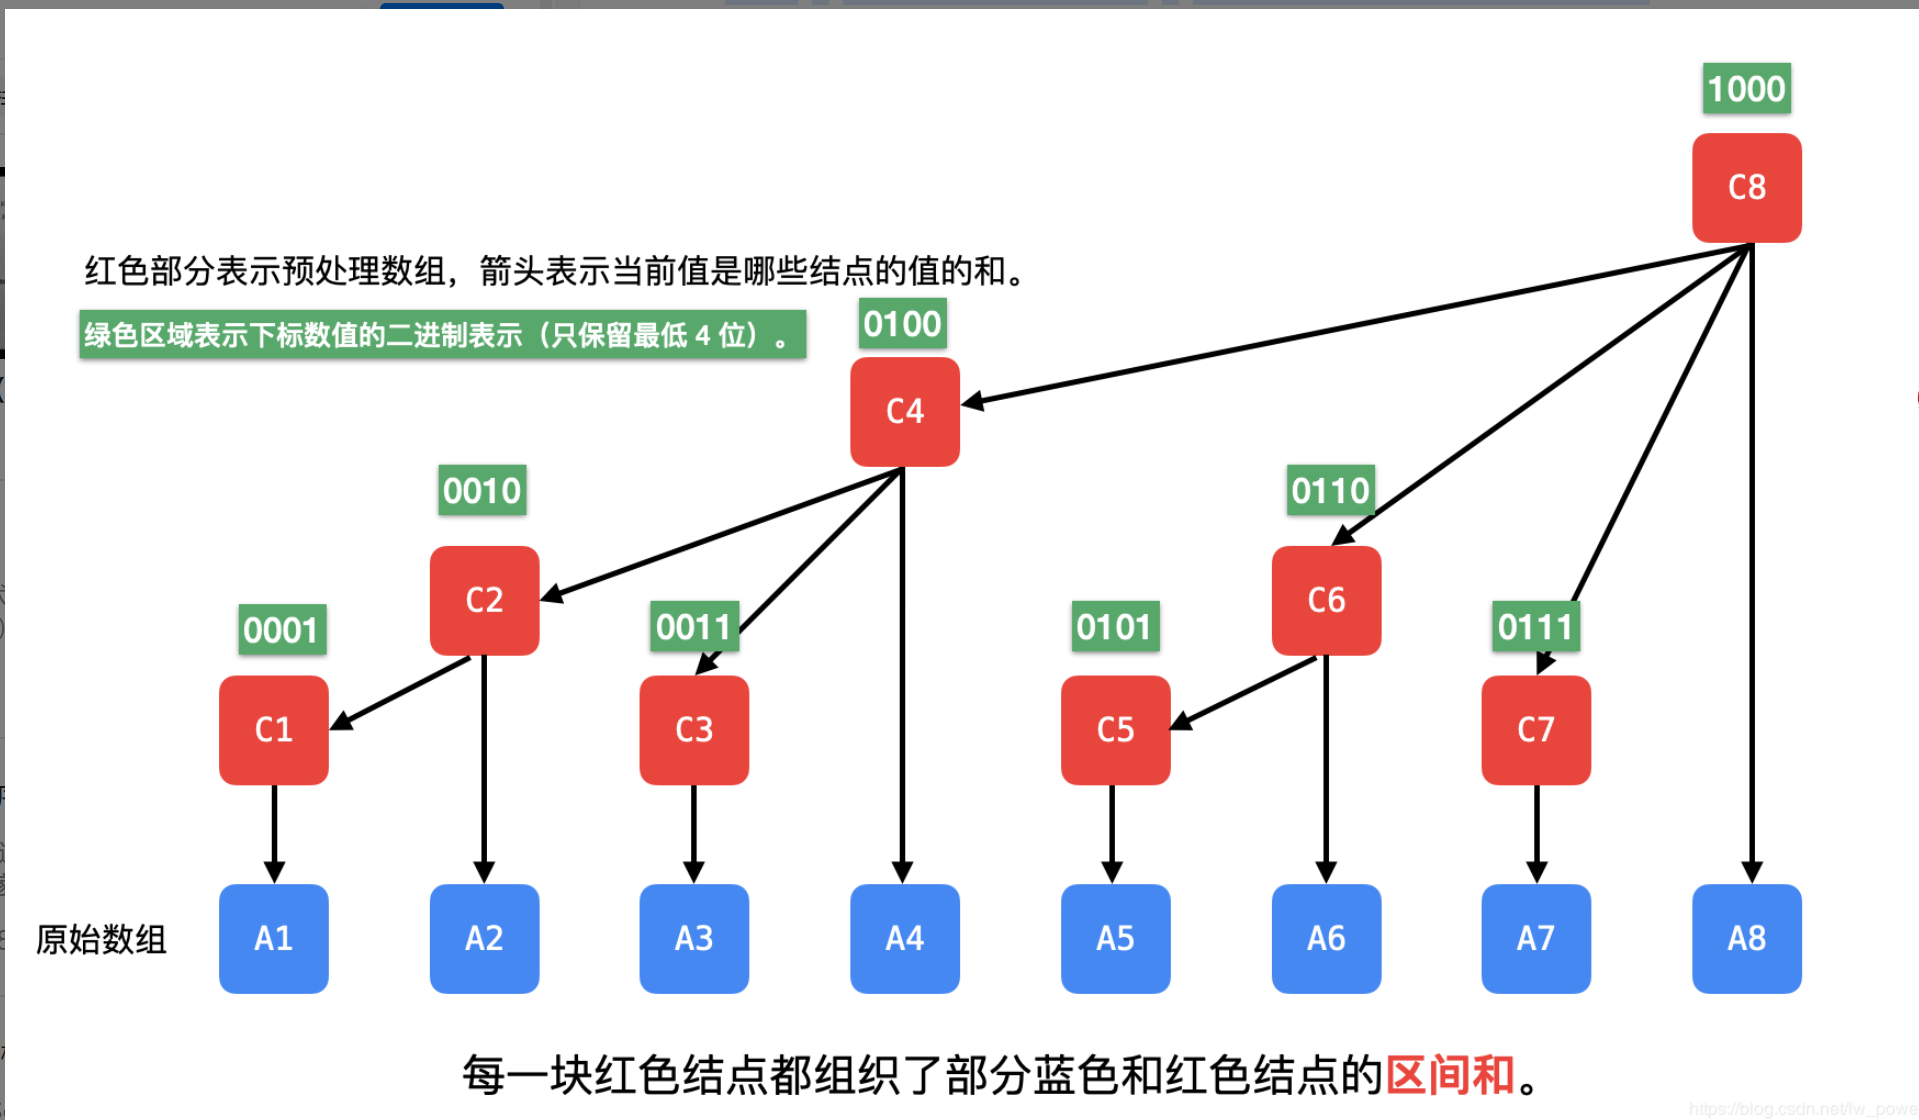 1000
C8
红色部分表示预处理数组，箭头表示当前值是哪些结点的值的和。
绿色区域表示下标数值的二进制表示（只保留最低 4 位）。
0100
C4
0010
0110
C2
C6
0001
0011
0101
0111
C1
C3
C5
C7
原始数组
A1
A2
A3
A4
A5
A6
A7
A8
每一块红色结点都组织了部分蓝色和红色结点的区间和。
https://blog.csdn.net/lw_powe